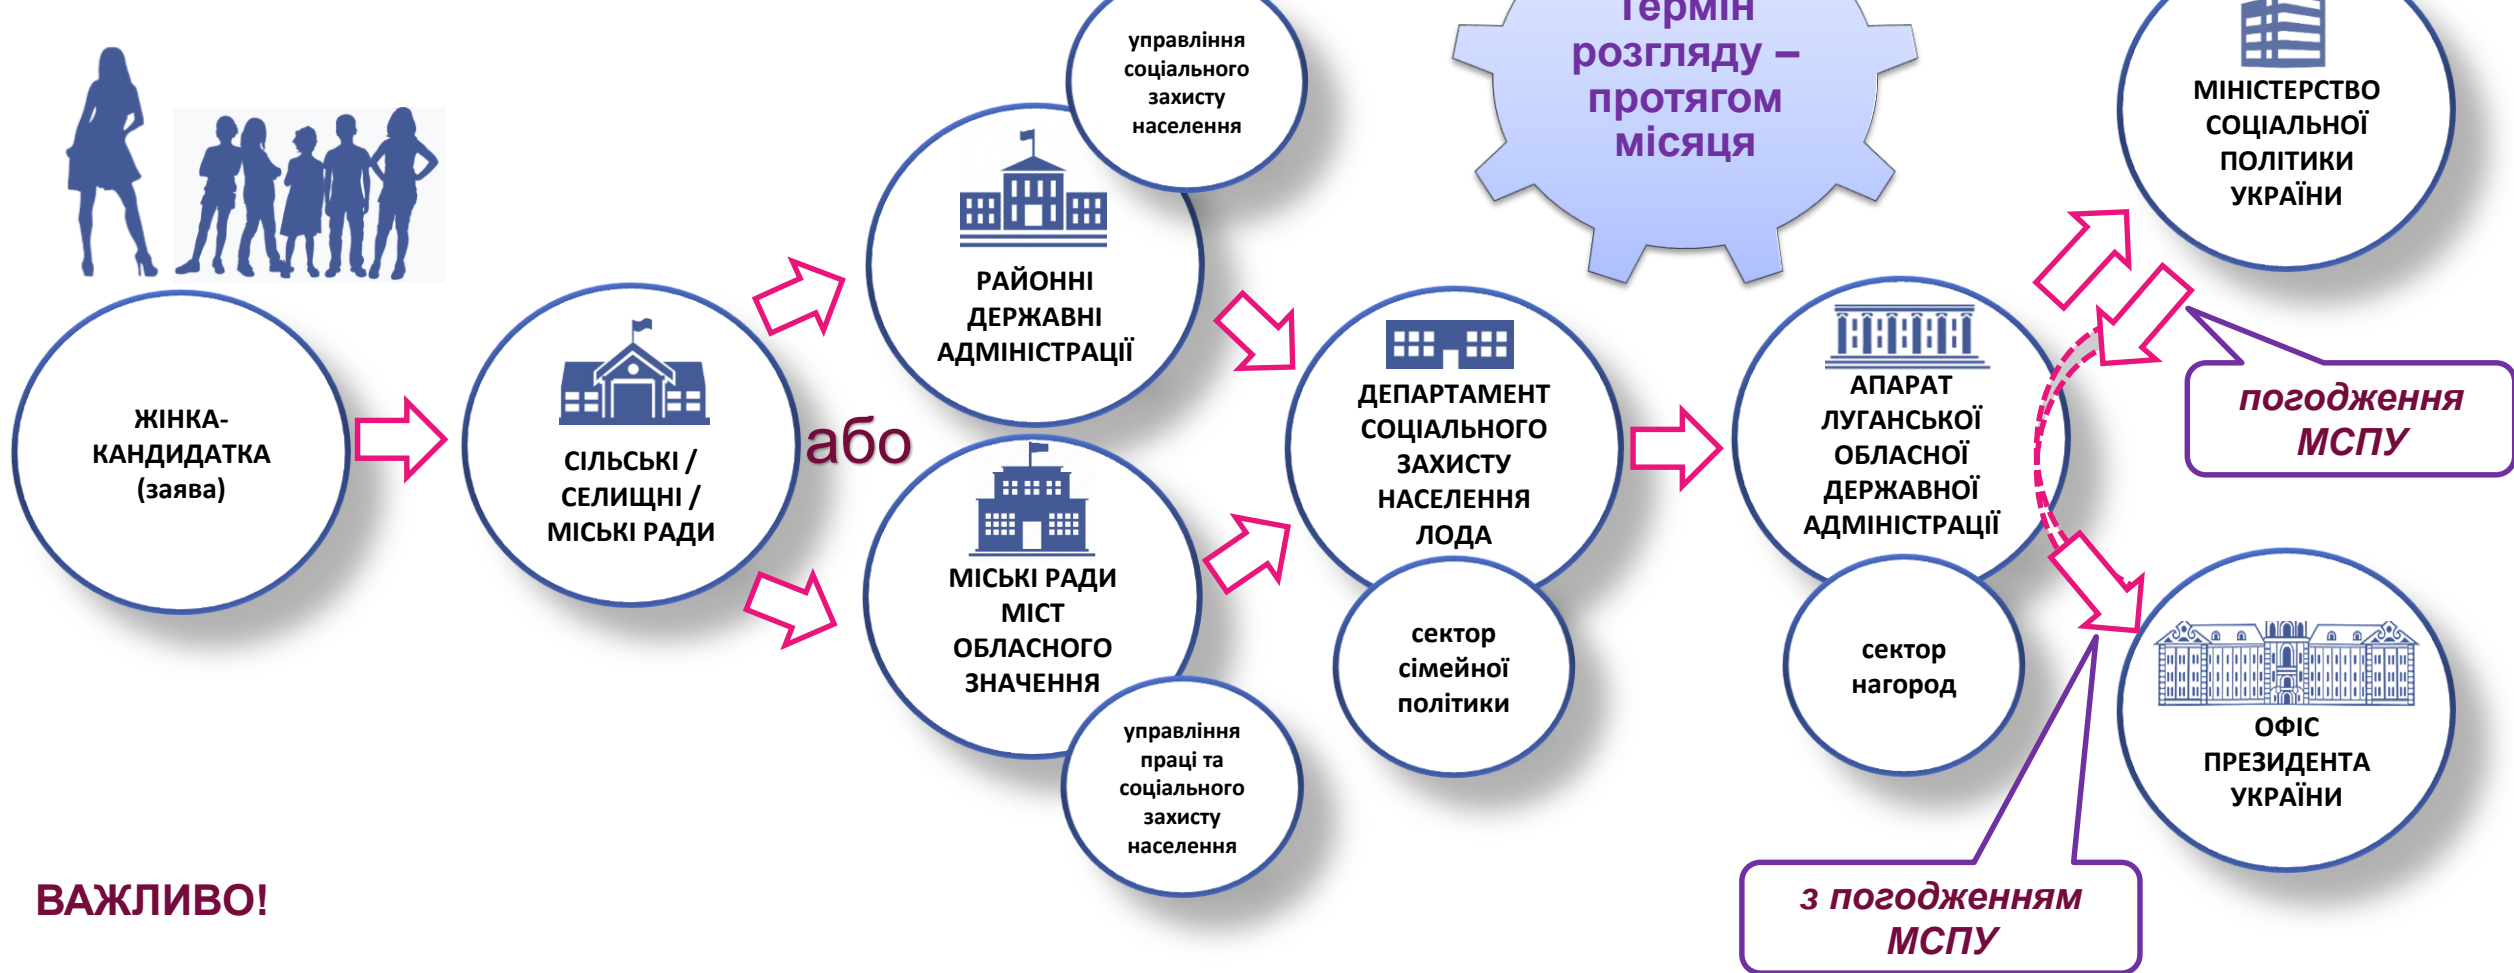 ЖІНКА-
КАНДИДАТКА
(заява)
СІЛЬСЬКІ /
СЕЛИЩНІ /
МІСЬКІ РАДИ
або
управління
соціального
захисту
населення
РАЙОННІ
ДЕРЖАВНІ
АДМІНІСТРАЦІЇ
МІСЬКІ РАДИ
МІСТ
ОБЛАСНОГО
ЗНАЧЕННЯ
управління
праці та
соціального
захисту
населення
Термін
розгляду –
протягом
місяця
ДЕПАРТАМЕНТ
СОЦІАЛЬНОГО
ЗАХИСТУ
НАСЕЛЕННЯ
ЛОДА
сектор
сімейної
політики
АПАРАТ
ЛУГАНСЬКОЇ
ОБЛАСНОЇ
ДЕРЖАВНОЇ
АДМІНІСТРАЦІЇ
сектор
нагород
МІНІСТЕРСТВО
СОЦІАЛЬНОЇ
ПОЛІТИКИ
УКРАЇНИ
погодження
МСПУ
ОФІС
ПРЕЗИДЕНТА
УКРАЇНИ
з погодженням
МСПУ
ВАЖЛИВО!